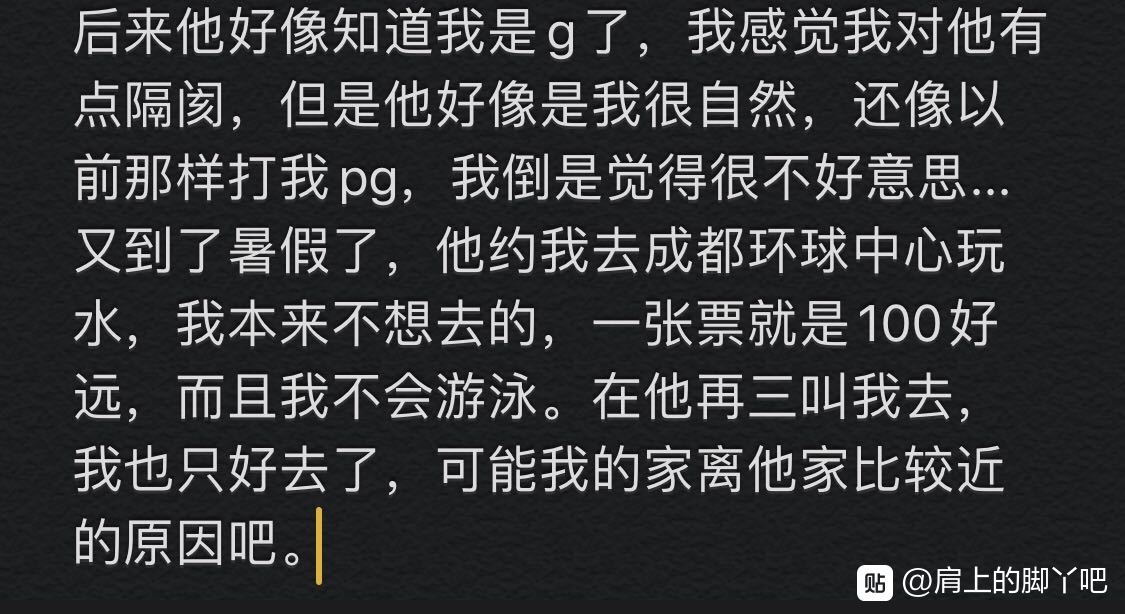 后来他好像知道我是g了，我感觉我对他有
点隔阂，但是他好像是我很自然，还像以
前那样打我pg，我倒是觉得很不好意思...
又到了暑假了，他约我去成都环球中心玩
水，我本来不想去的，一张票就是100好
远，而且我不会游泳。在他再三叫我去，
我也只好去了，可能我的家离他家比较近
的原因吧。
贴 @肩上的脚丫吧